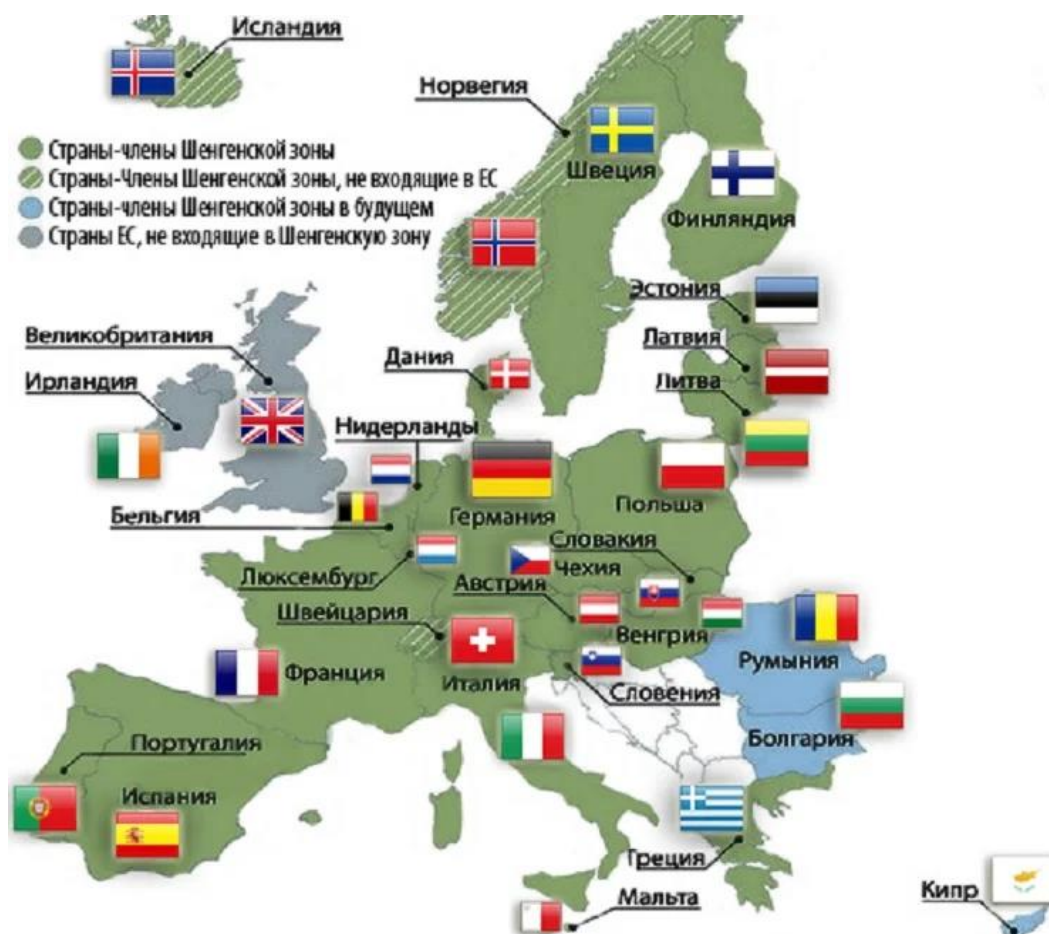 Исландия
Норвегия
Страны-члены Шенгенской зоны
Страны-Члены Шенгенской зоны, не входящие в ЕС
Страны-члены Шенгенской зоны в будущем
Страны ЕС, не входящие в Шенгенскую зону
Швеция
Финляндия
Эстония
Великобритания
Латвия
Дания
Ирландия
Литва
Нидерланды
Польша
Бельгия
Германия
Словакия
Чехия
Люксембург
Австрия
Швейцария
Венгрия
Румыния
Франция
Италия
Словения
Болгария
Португалия
Испания
Греция
Мальта
Кипр